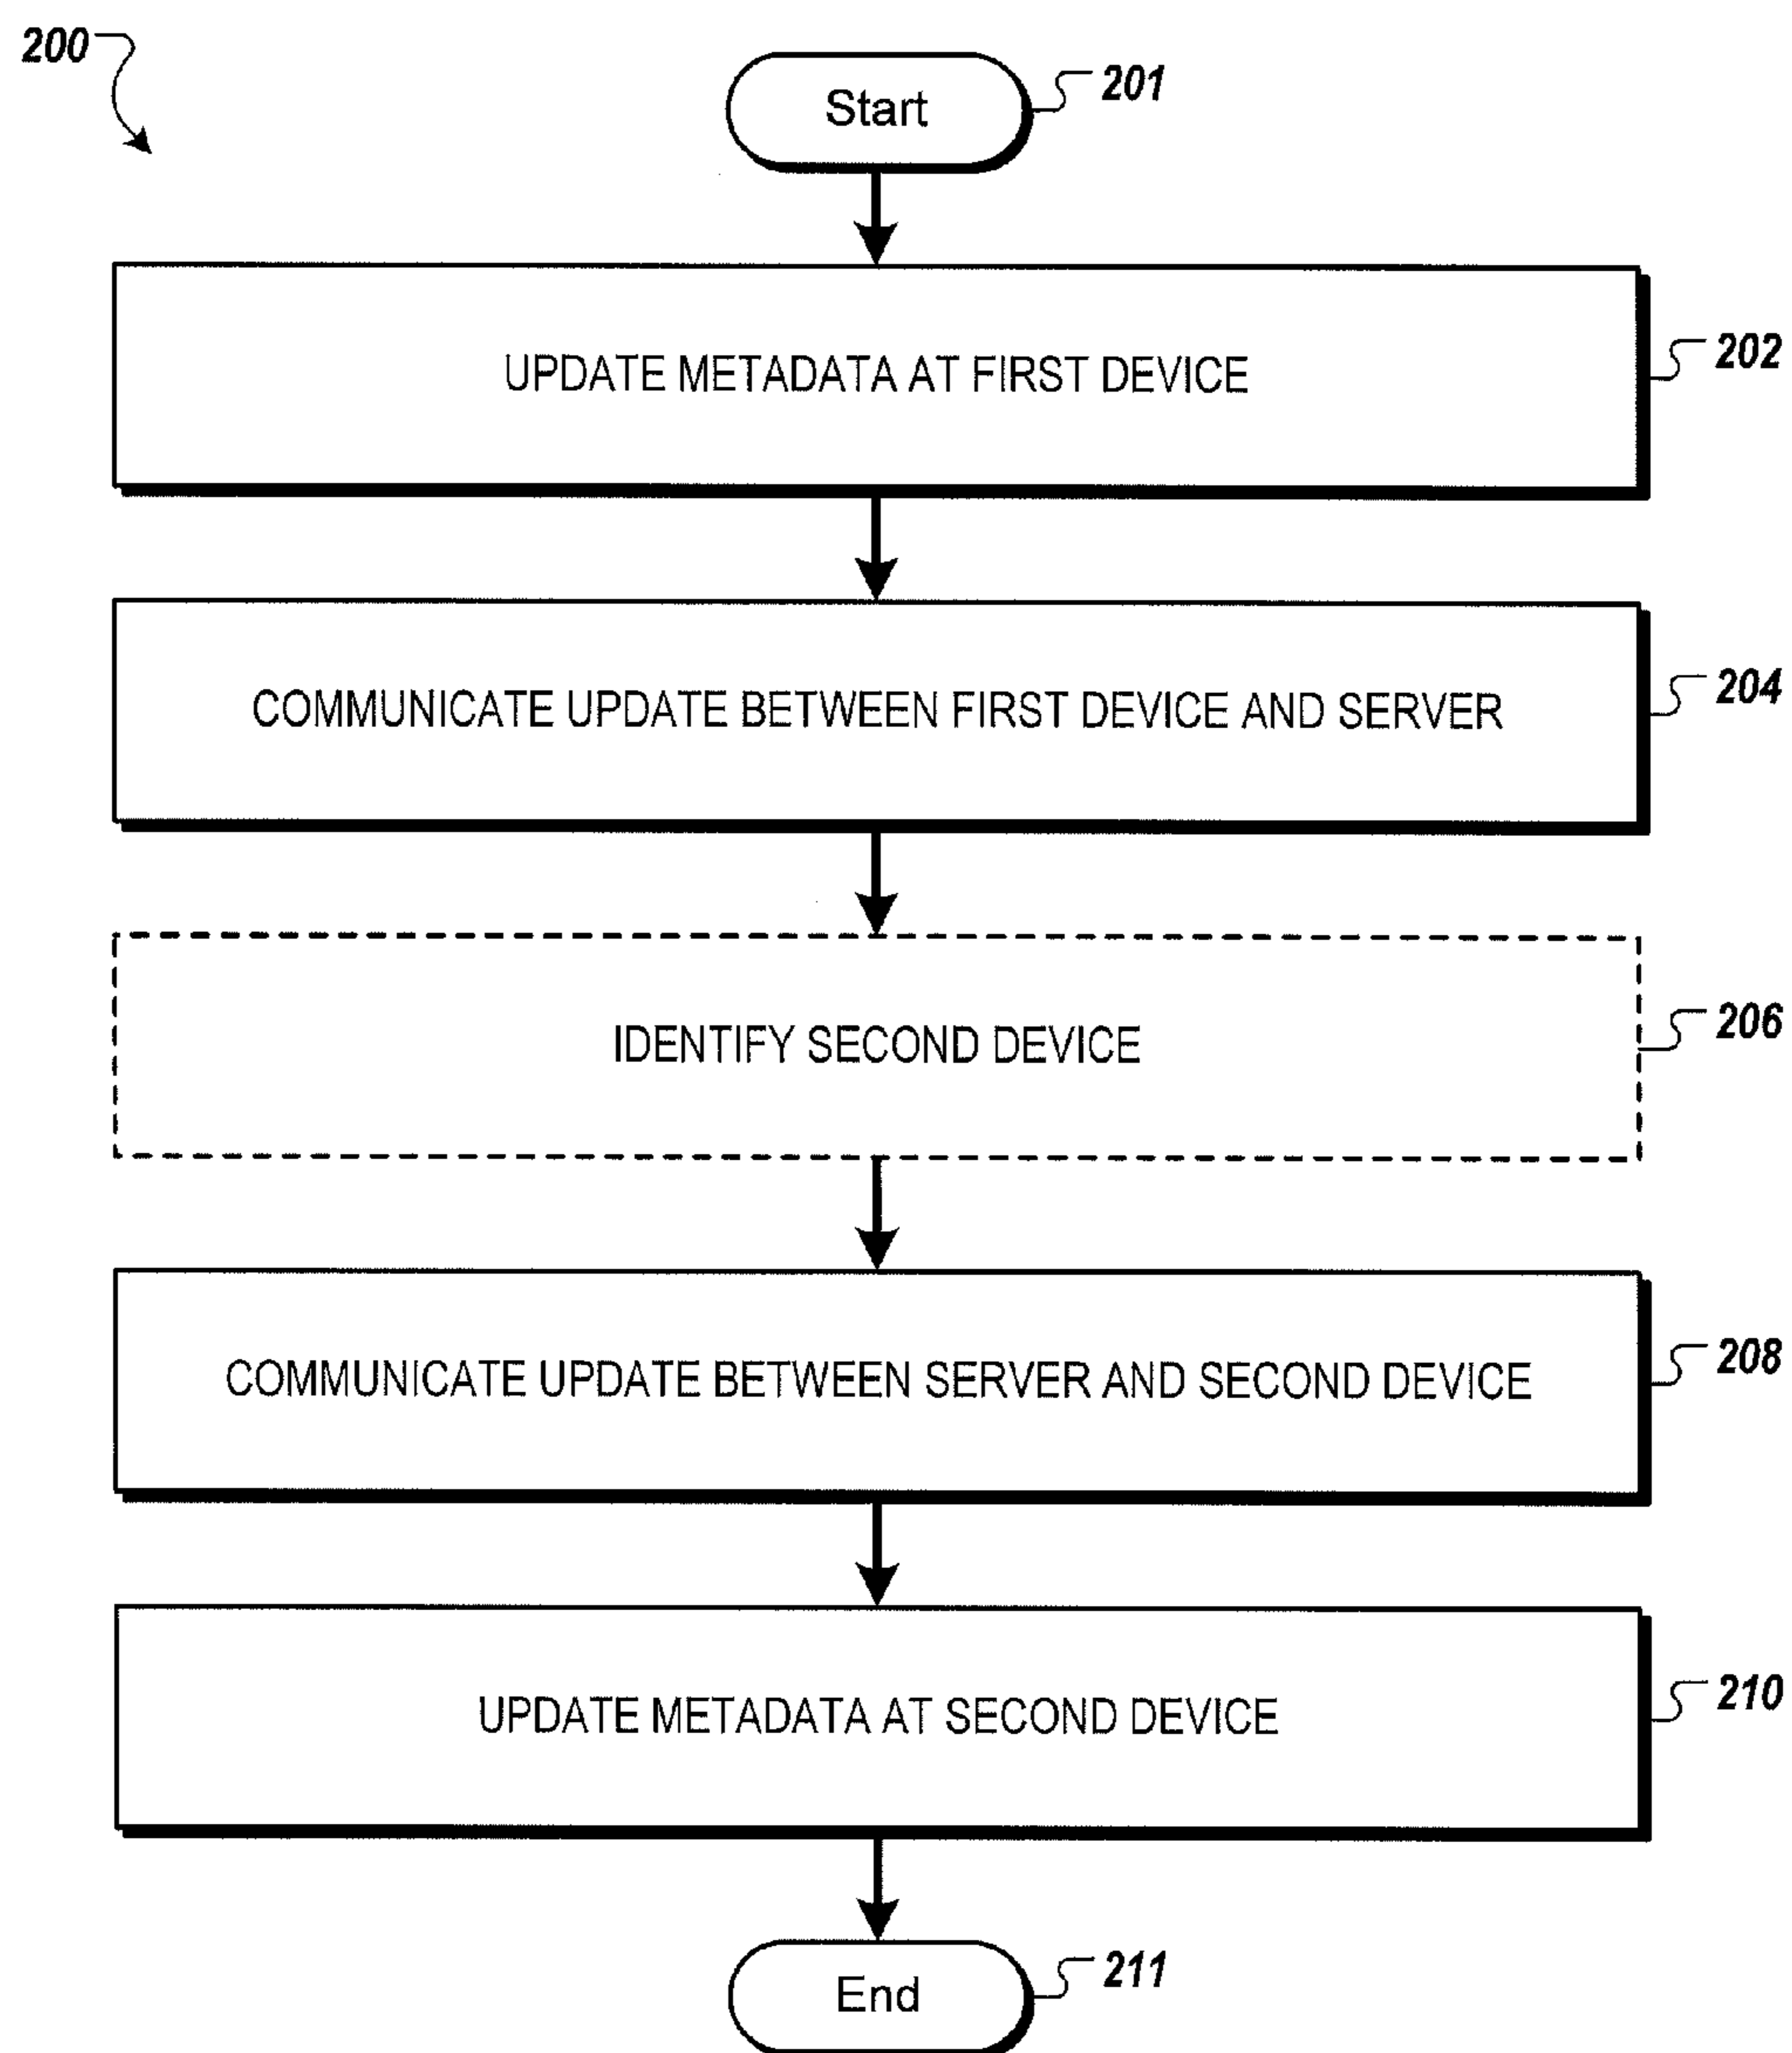 200
Start
201
UPDATE METADATA AT FIRST DEVICE
202
COMMUNICATE UPDATE BETWEEN FIRST DEVICE AND SERVER
204
IDENTIFY SECOND DEVICE
206
COMMUNICATE UPDATE BETWEEN SERVER AND SECOND DEVICE
208
UPDATE METADATA AT SECOND DEVICE
210
End
211